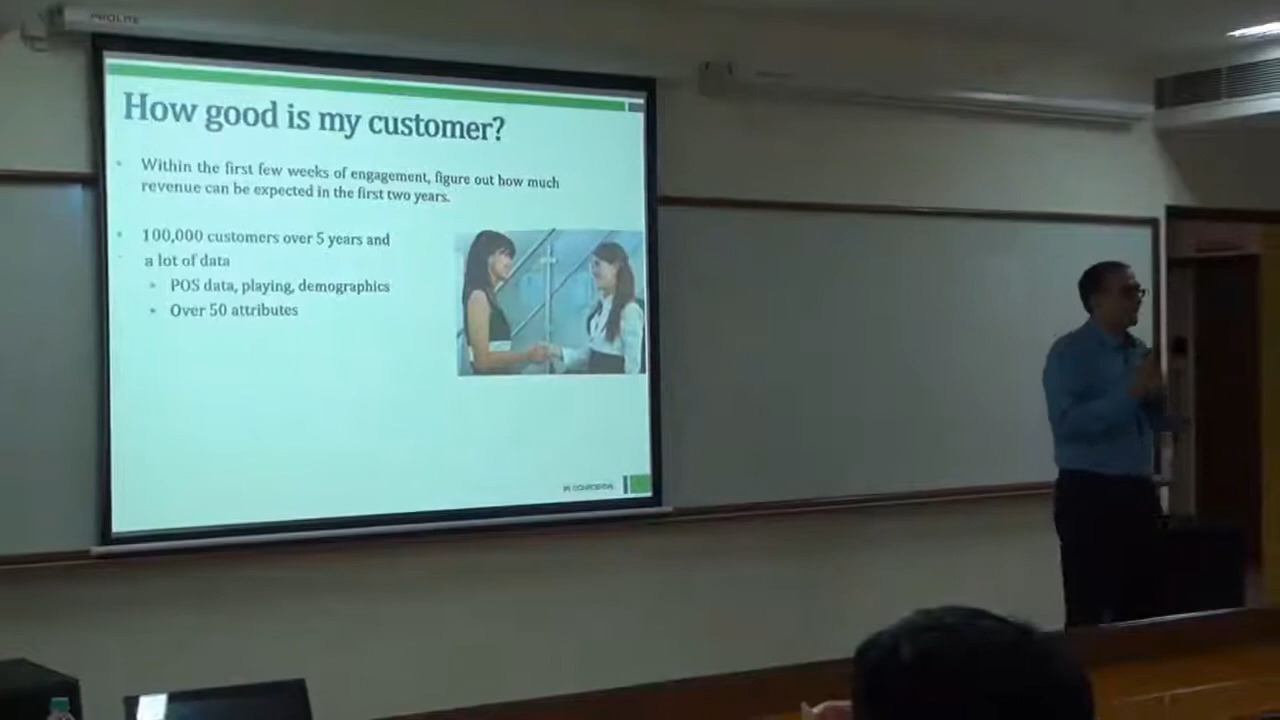 PROLITE
How good is my customer?
Within the first few weeks of engagement, figure out how much
revenue can be expected in the first two years.
100,000 customers over 5 years and
a lot of data
POS data, playing, demographics
Over 50 attributes